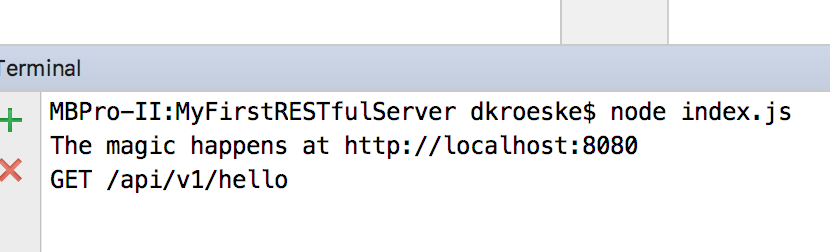 Terminal
MBPro-II:MyFirstRESTfulServer dkroeske$ node index.js
The magic happens at http://localhost:8080
GET /api/v1/hello